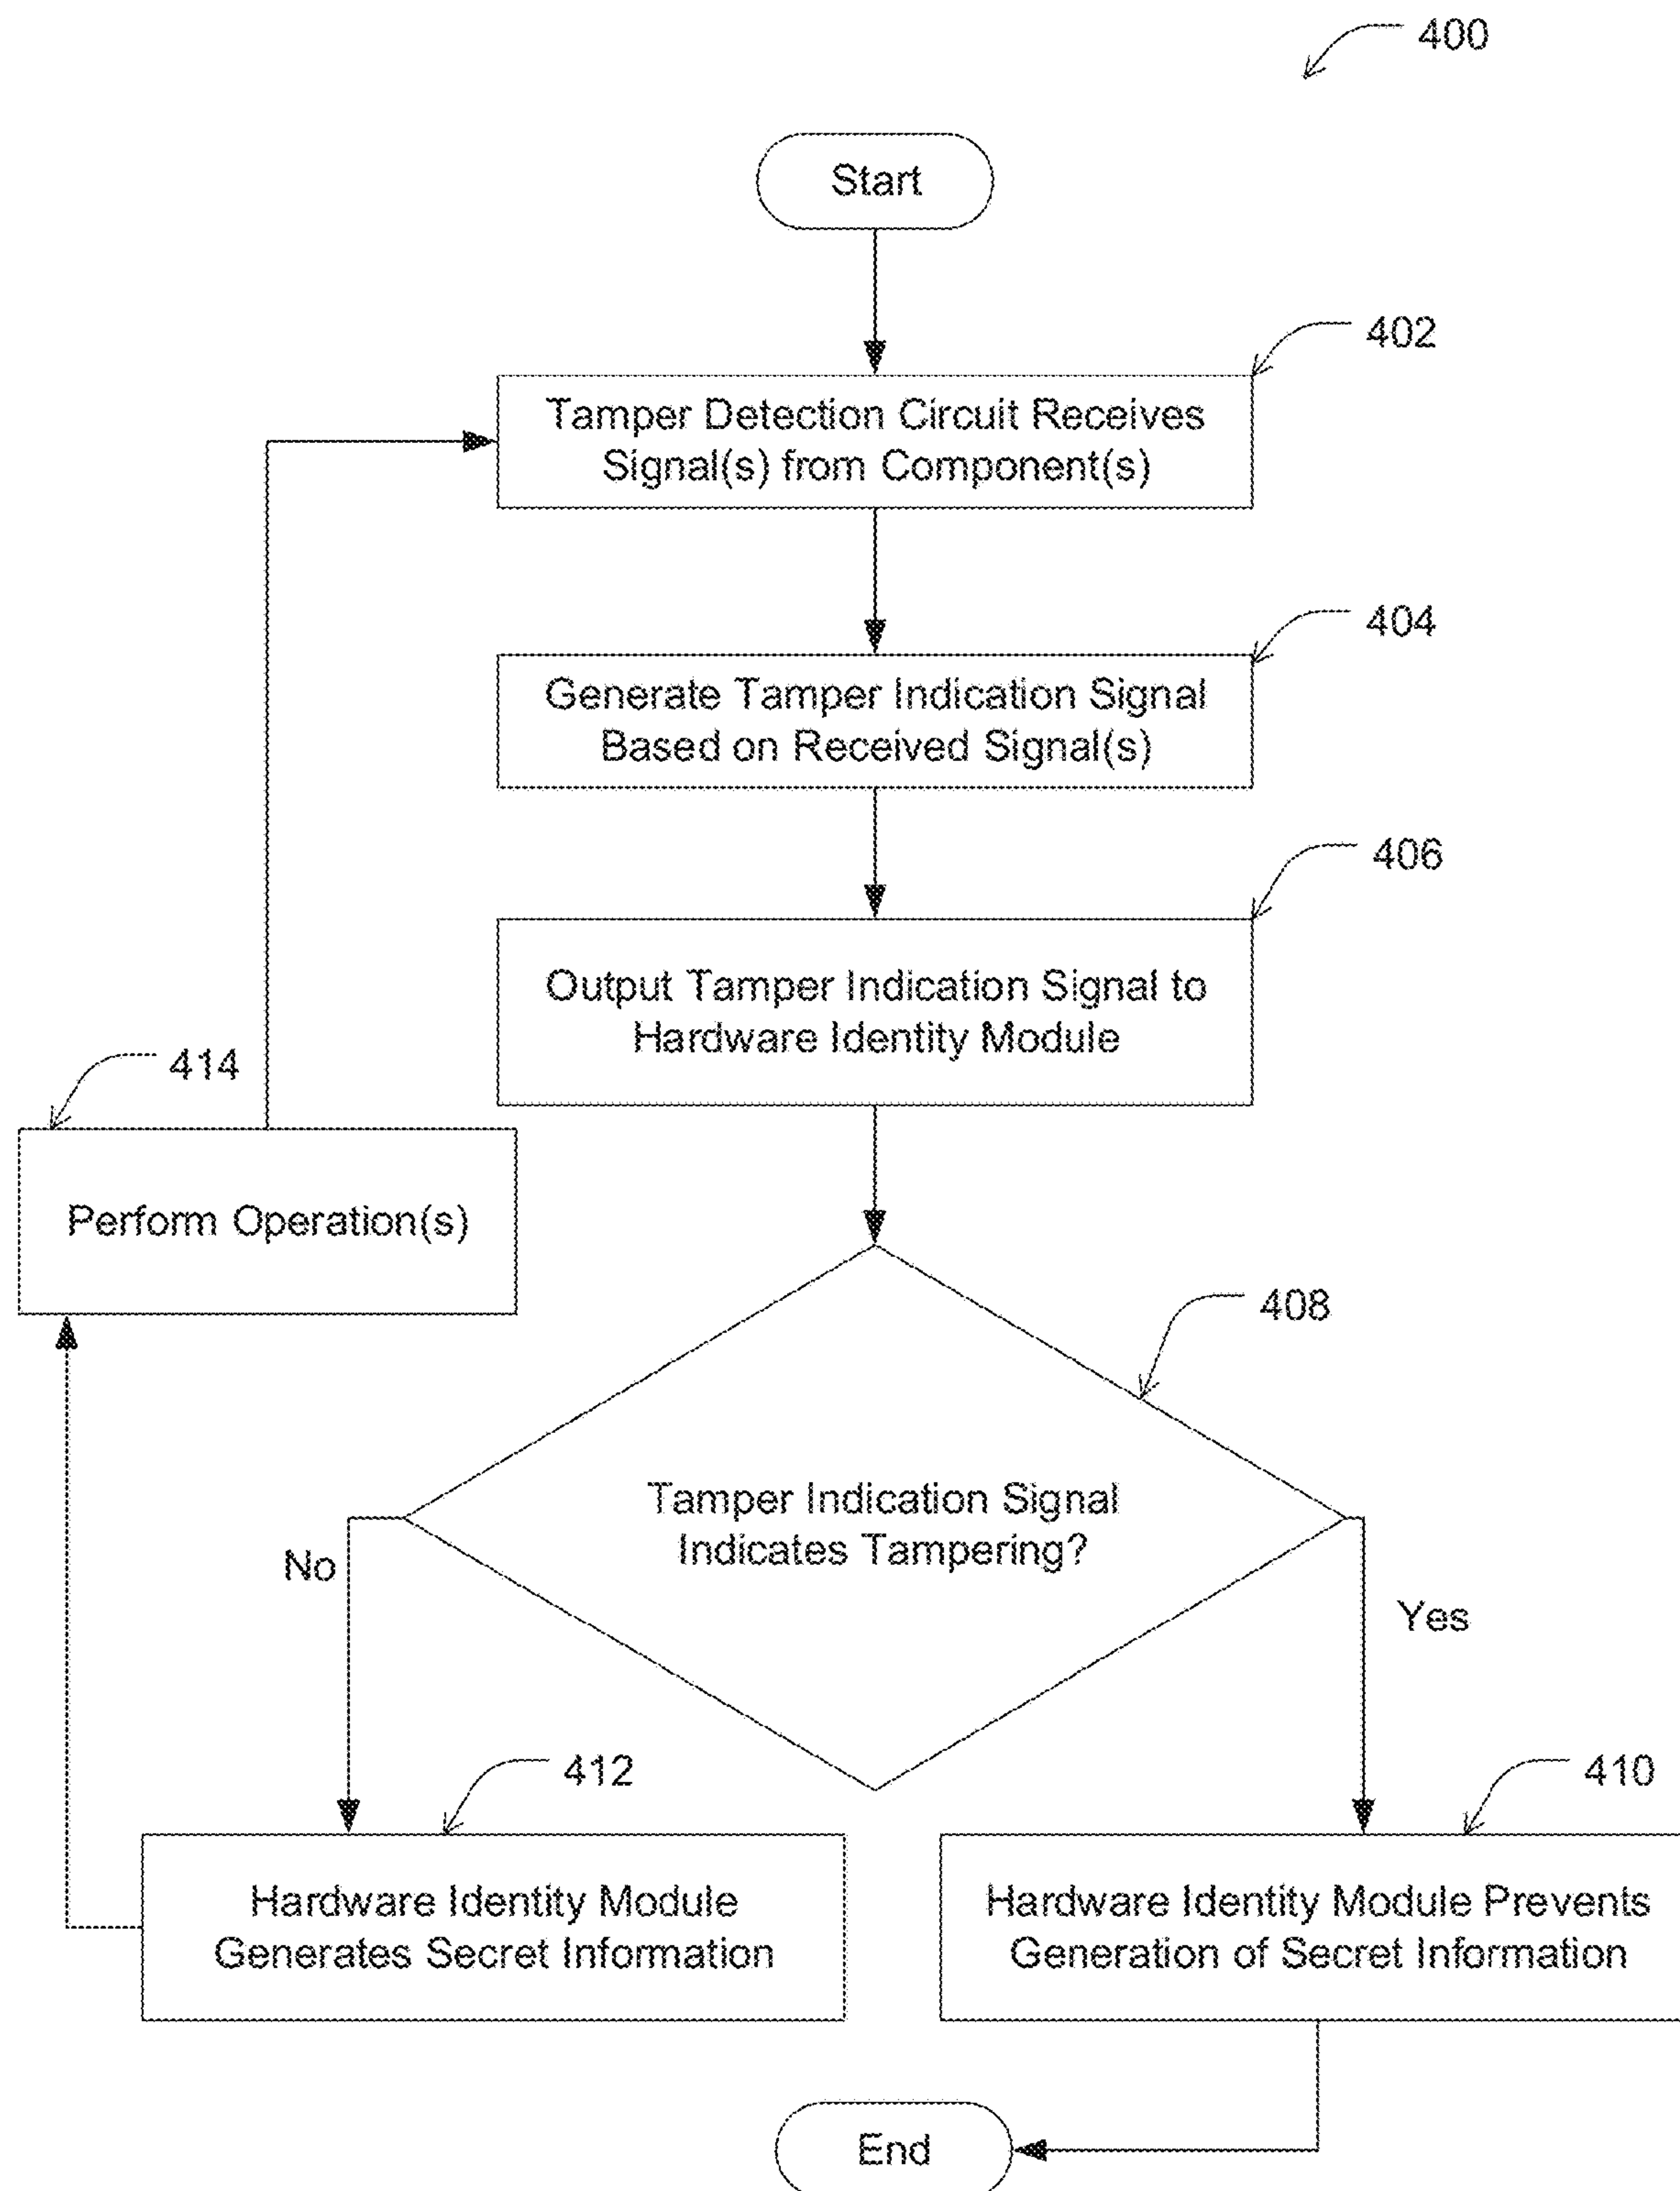 400
Start
402
Tamper Detection Circuit Receives
Signal(s) from Component(s)
404
Generate Tamper Indication Signal
Based on Received Signal(s)
406
Output Tamper Indication Signal to
Hardware Identity Module
414
Perform Operation(s)
408
Tamper Indication Signal
Indicates Tampering?
No
Yes
412
Hardware Identity Module
Generates Secret Information
410
Hardware Identity Module Prevents
Generation of Secret Information
End